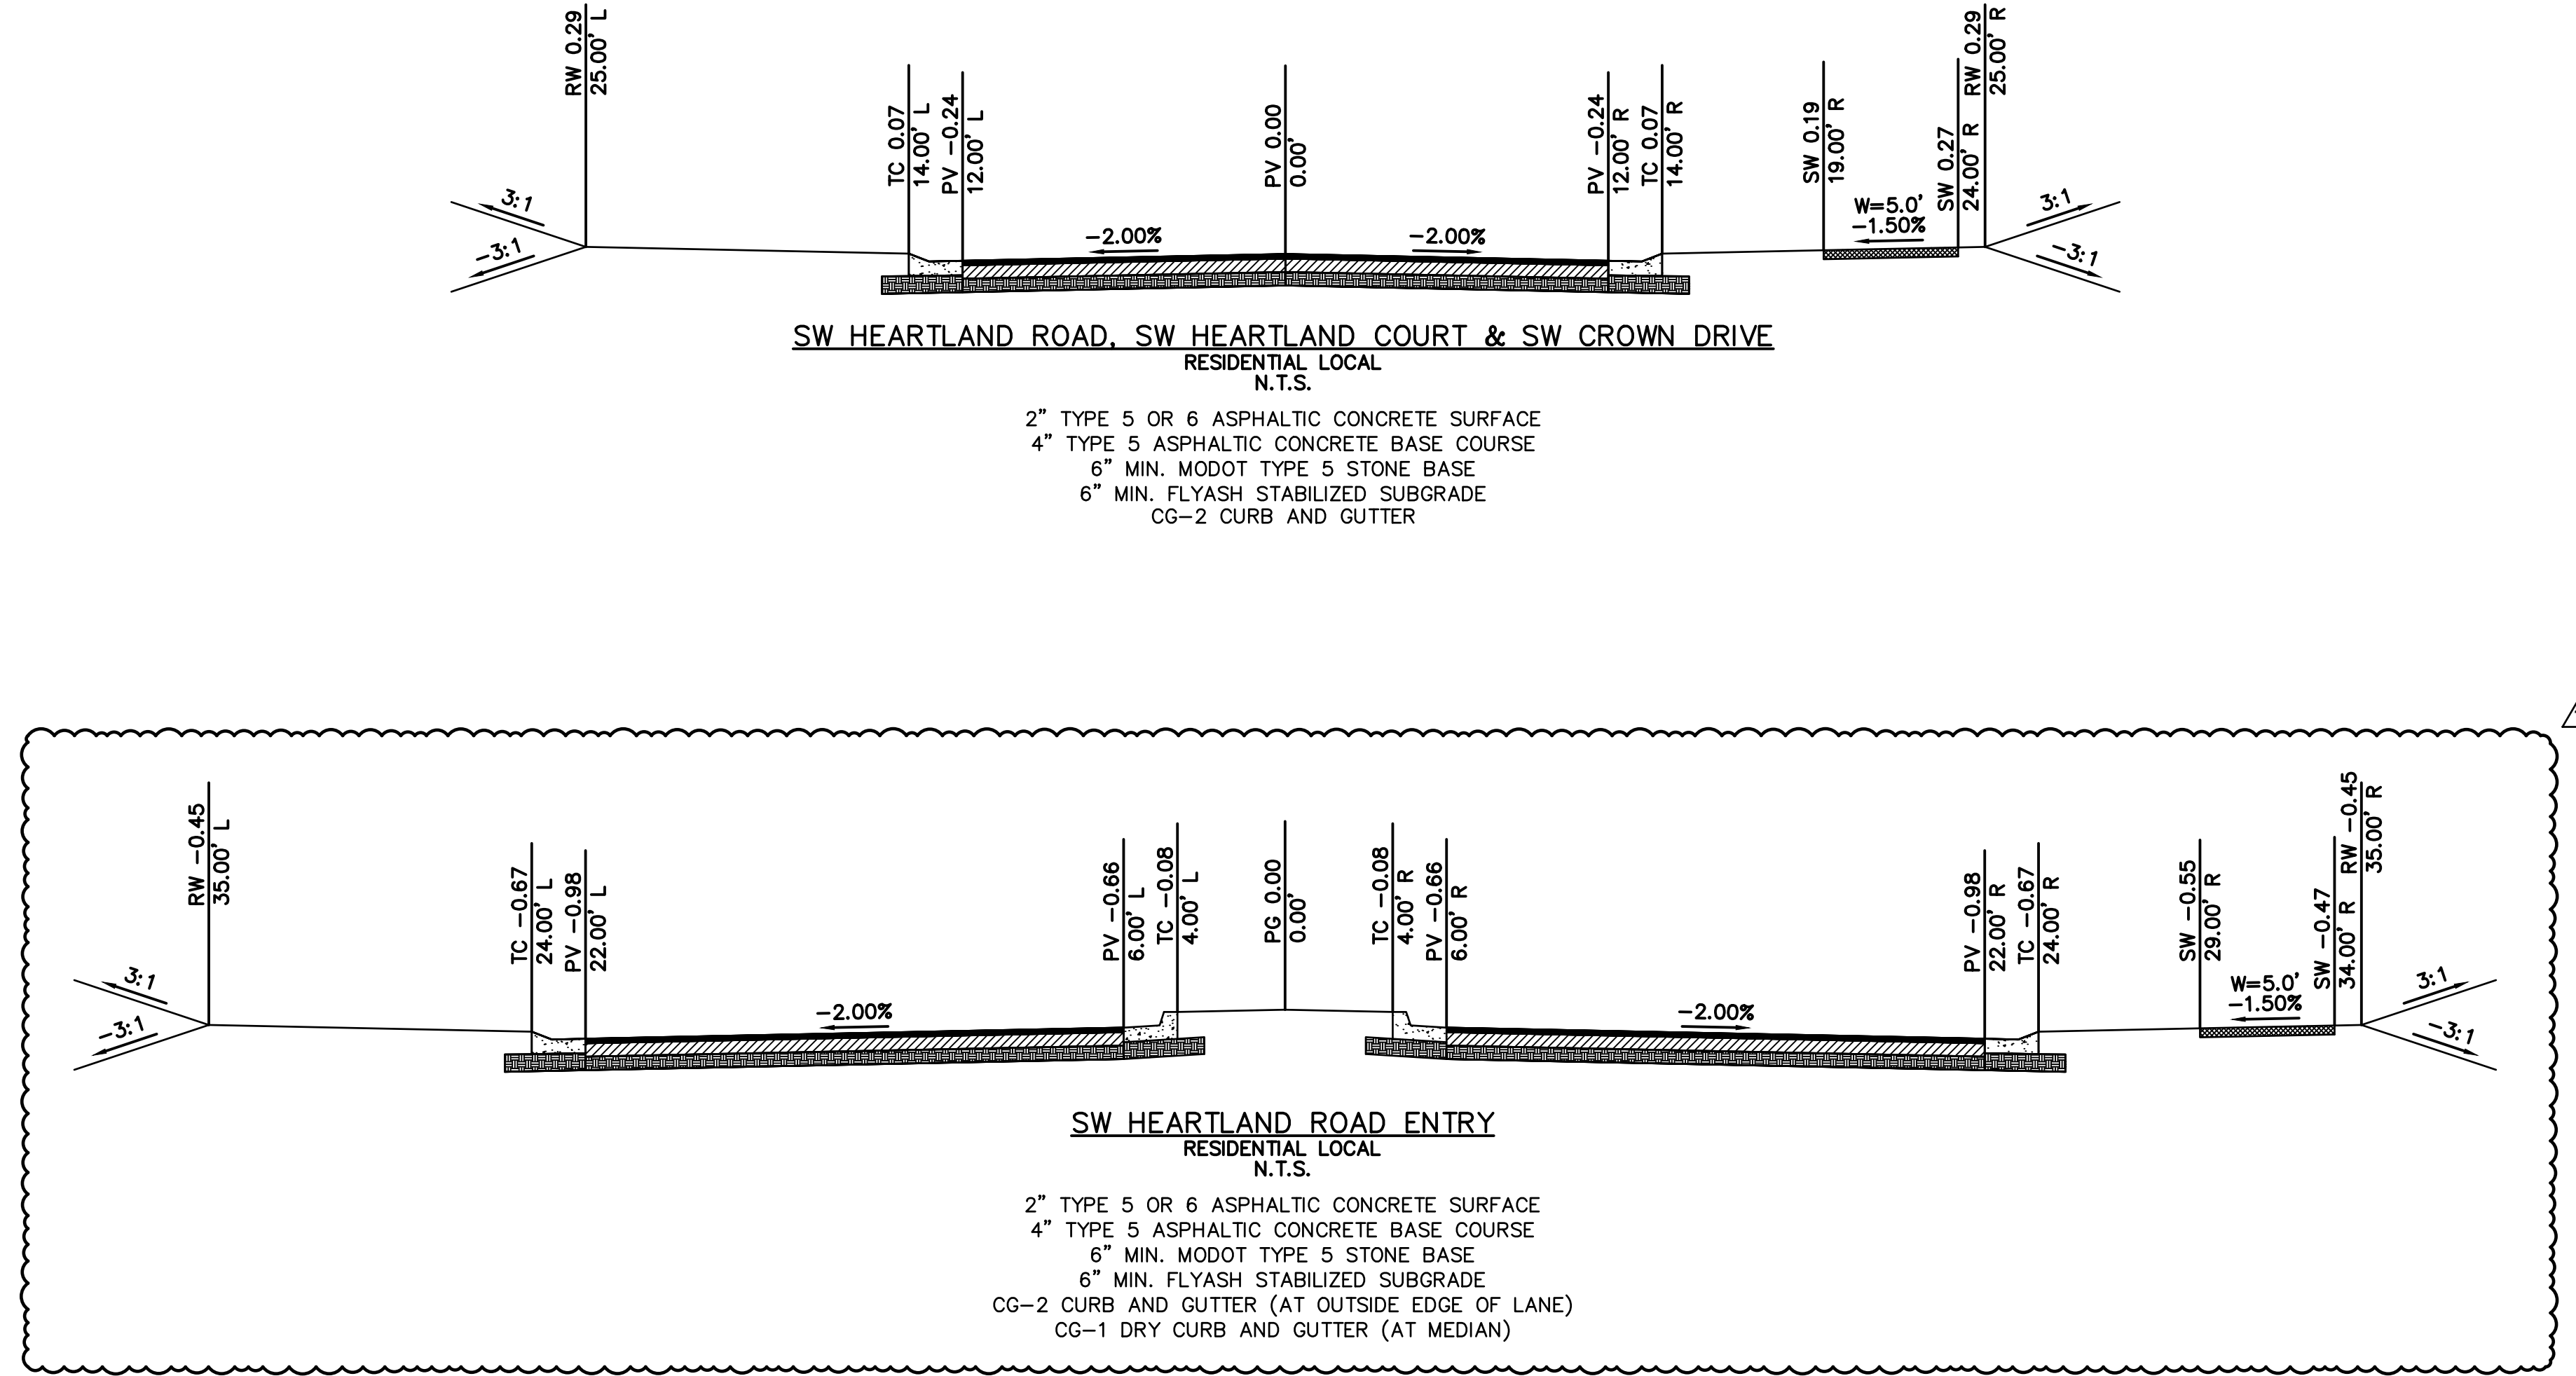 RW 0.29
25.00' L
TC 0.07
14.00' L
PV -0.24
12.00' L
PV 0.00
0.00'
PV -0.24
12.00' R
TC 0.07
14.00' R
SW 0.19
19.00' R
SW 0.27
24.00' R
RW 0.29
25.00' R
3:1
-3:1
-2.00%
-2.00%
W=5.0'
-1.50%
3:1
-3:1
SW HEARTLAND ROAD, SW HEARTLAND COURT & SW CROWN DRIVE
RESIDENTIAL LOCAL
N.T.S.
2" TYPE 5 OR 6 ASPHALTIC CONCRETE SURFACE
4" TYPE 5 ASPHALTIC CONCRETE BASE COURSE
6" MIN. MODOT TYPE 5 STONE BASE
6" MIN. FLYASH STABILIZED SUBGRADE
CG-2 CURB AND GUTTER
RW -0.45
35.00' L
TC -0.67
24.00' L
PV -0.98
22.00' L
PV -0.66
6.00' L
TC -0.08
4.00' L
PG 0.00
0.00'
TC -0.08
4.00' R
PV -0.66
6.00' R
PV -0.98
22.00' R
TC -0.67
24.00' R
SW -0.55
29.00' R
SW -0.47
34.00' R
RW -0.45
35.00' R
3:1
-3:1
-2.00%
-2.00%
W=5.0'
-1.50%
3:1
-3:1
SW HEARTLAND ROAD ENTRY
RESIDENTIAL LOCAL
N.T.S.
2" TYPE 5 OR 6 ASPHALTIC CONCRETE SURFACE
4" TYPE 5 ASPHALTIC CONCRETE BASE COURSE
6" MIN. MODOT TYPE 5 STONE BASE
6" MIN. FLYASH STABILIZED SUBGRADE
CG-2 CURB AND GUTTER (AT OUTSIDE EDGE OF LANE)
CG-1 DRY CURB AND GUTTER (AT MEDIAN)